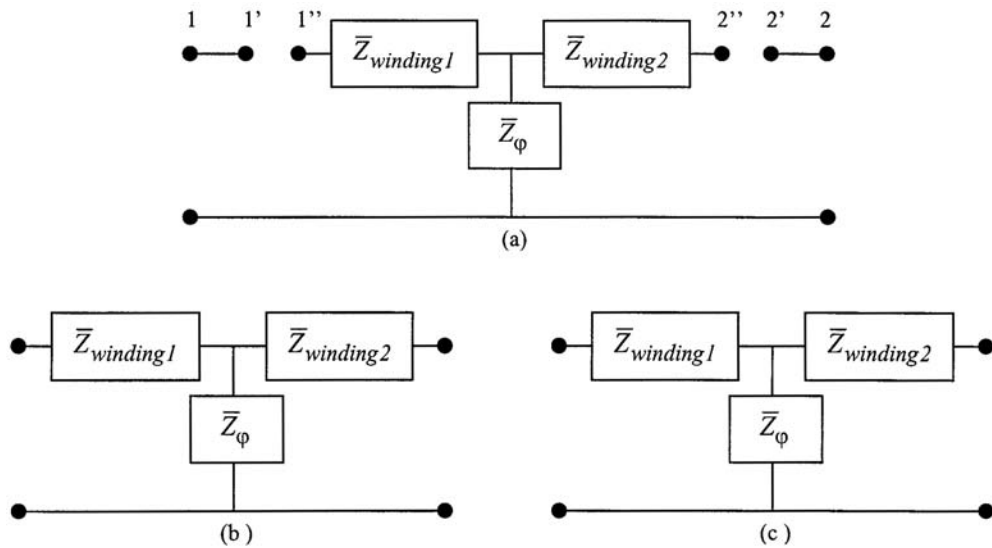 1 1’ 1’’ 2’’ 2’ 2
Z̅winding1 Z̅winding2
Z̅φ
(a)
Z̅winding1 Z̅winding2 Z̅winding1 Z̅winding2
Z̅φ Z̅φ
(b ) (c )